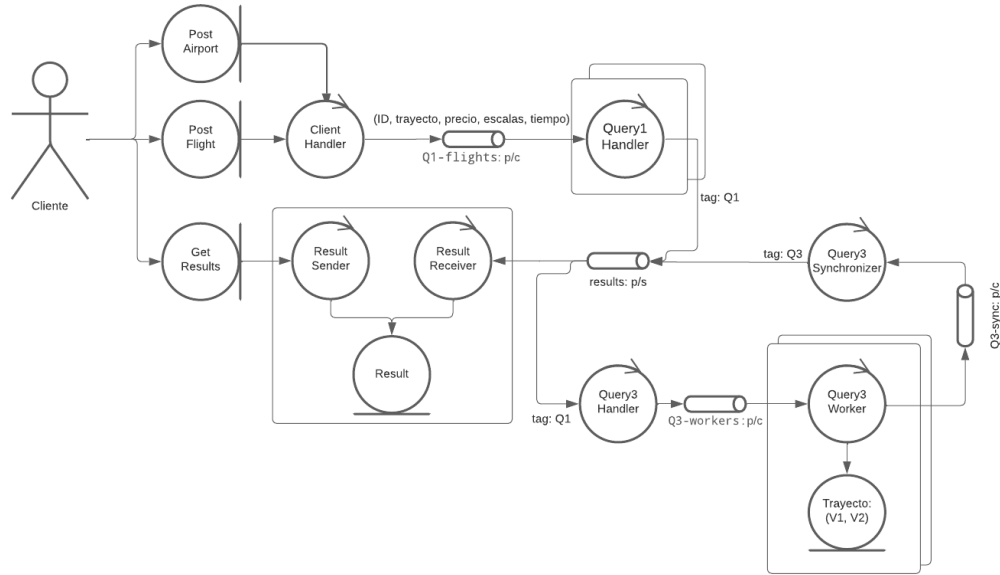 Post
Airport
Post
Flight
Client
Handler
(ID, trayecto, precio, escalas, tiempo)
Q1-flights: p/c
Query1
Handler
tag: Q1
Cliente
Get
Results
Result
Sender
Result
Receiver
Result
results: p/s
tag: Q3
Query3
Synchronizer
Q3-sync: p/c
tag: Q1
Query3
Handler
Q3-workers: p/c
Query3
Worker
Trayecto:
(V1, V2)